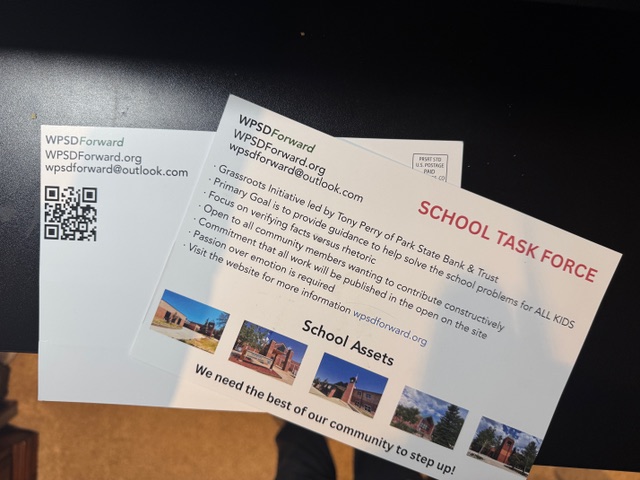 WPSDForward
WPSDForward.org
wpsdforward@outlook.com
PRSRT STD
U.S. POSTAGE
PAID
WPSDForward
WPSDForward.org
wpsdforward@outlook.com
SCHOOL TASK FORCE
· Grassroots Initiative led by Tony Perry of Park State Bank & Trust
· Primary Goal is to provide guidance to help solve the school problems for ALL KIDS
· Focus on verifying facts versus rhetoric
· Open to all community members wanting to contribute constructively
· Commitment that all work will be published in the open on the site
· Passion over emotion is required
· Visit the website for more information wpsdforward.org
School Assets
We need the best of our community to step up!